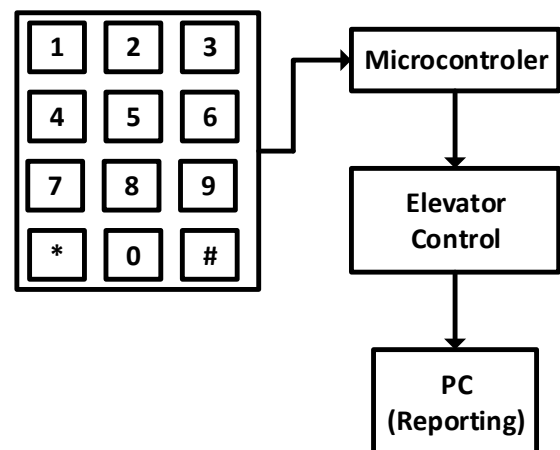 1 2 3
4 5 6
7 8 9
* 0 #
Microcontroler
Elevator
Control
PC
(Reporting)